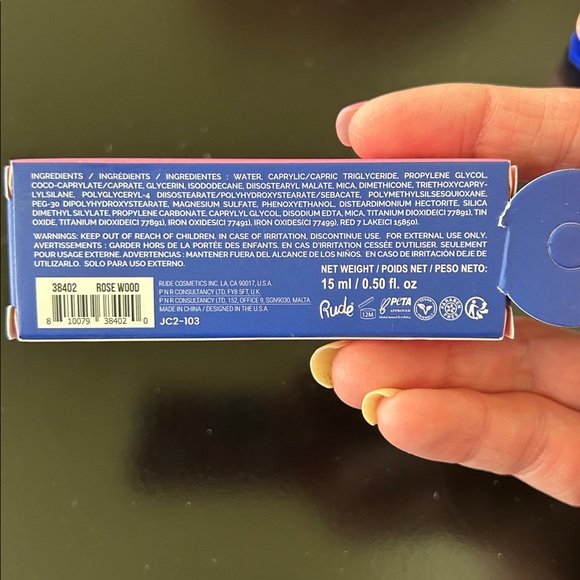 INGREDIENTS / INGRÉDIENTS / INGREDIENTES : WATER, CAPRYLIC/CAPRIC TRIGLYCERIDE, PROPYLENE GLYCOL,
COCO-CAPRYLATE/CAPRATE, GLYCERIN, ISODODECANE, DIISOSTEARYL MALATE, MICA, DIMETHICONE, TRIETHOXYCAPRY-
LYLSILANE, POLYGLYCERYL-4 DIISOSTEARATE/POLYHYDROXYSTEARATE/SEBACATE, POLYMETHYLSILSESQUIOXANE,
PEG-30 DIPOLYHYDROXYSTEARATE, MAGNESIUM SULFATE, PHENOXYETHANOL, DISTEARDIMONIUM HECTORITE, SILICA
DIMETHYL SILYLATE, PROPYLENE CARBONATE, CAPRYLYL GLYCOL, DISODIUM EDTA, MICA, TITANIUM DIOXIDE(CI 77891), TIN
OXIDE, TITANIUM DIOXIDE(CI 77891), IRON OXIDES(CI 77491), IRON OXIDES(CI 77499), RED 7 LAKE(CI 15850).
WARNINGS: KEEP OUT OF REACH OF CHILDREN. IN CASE OF IRRITATION, DISCONTINUE USE. FOR EXTERNAL USE ONLY.
AVERTISSEMENTS : GARDER HORS DE LA PORTÉE DES ENFANTS. EN CAS D'IRRITATION CESSÉE D'UTILISER. SEULEMENT
POUR USAGE EXTERNE. ADVERTENCIAS : MANTENER FUERA DEL ALCANCE DE LOS NIÑOS. EN CASO DE IRRITACIÓN DEJE DE
UTILIZARLO. SOLO PARA USO EXTERNO.
NET WEIGHT / POIDS NET / PESO NETO:
15 ml / 0.50 fl. oz
38402 ROSE WOOD
8 10079 38402 0
RUDE COSMETICS INC. LA, CA 90017, U.S.A.
P N R CONSULTANCY LTD, FY8 5FT, U.K.
P N R CONSULTANCY LTD, 152, OFFICE 9, SGN9030, MALTA.
MADE IN CHINA / DESIGNED IN THE U.S.A.
JC2-103
Rude
12M
PETA
APPROVED